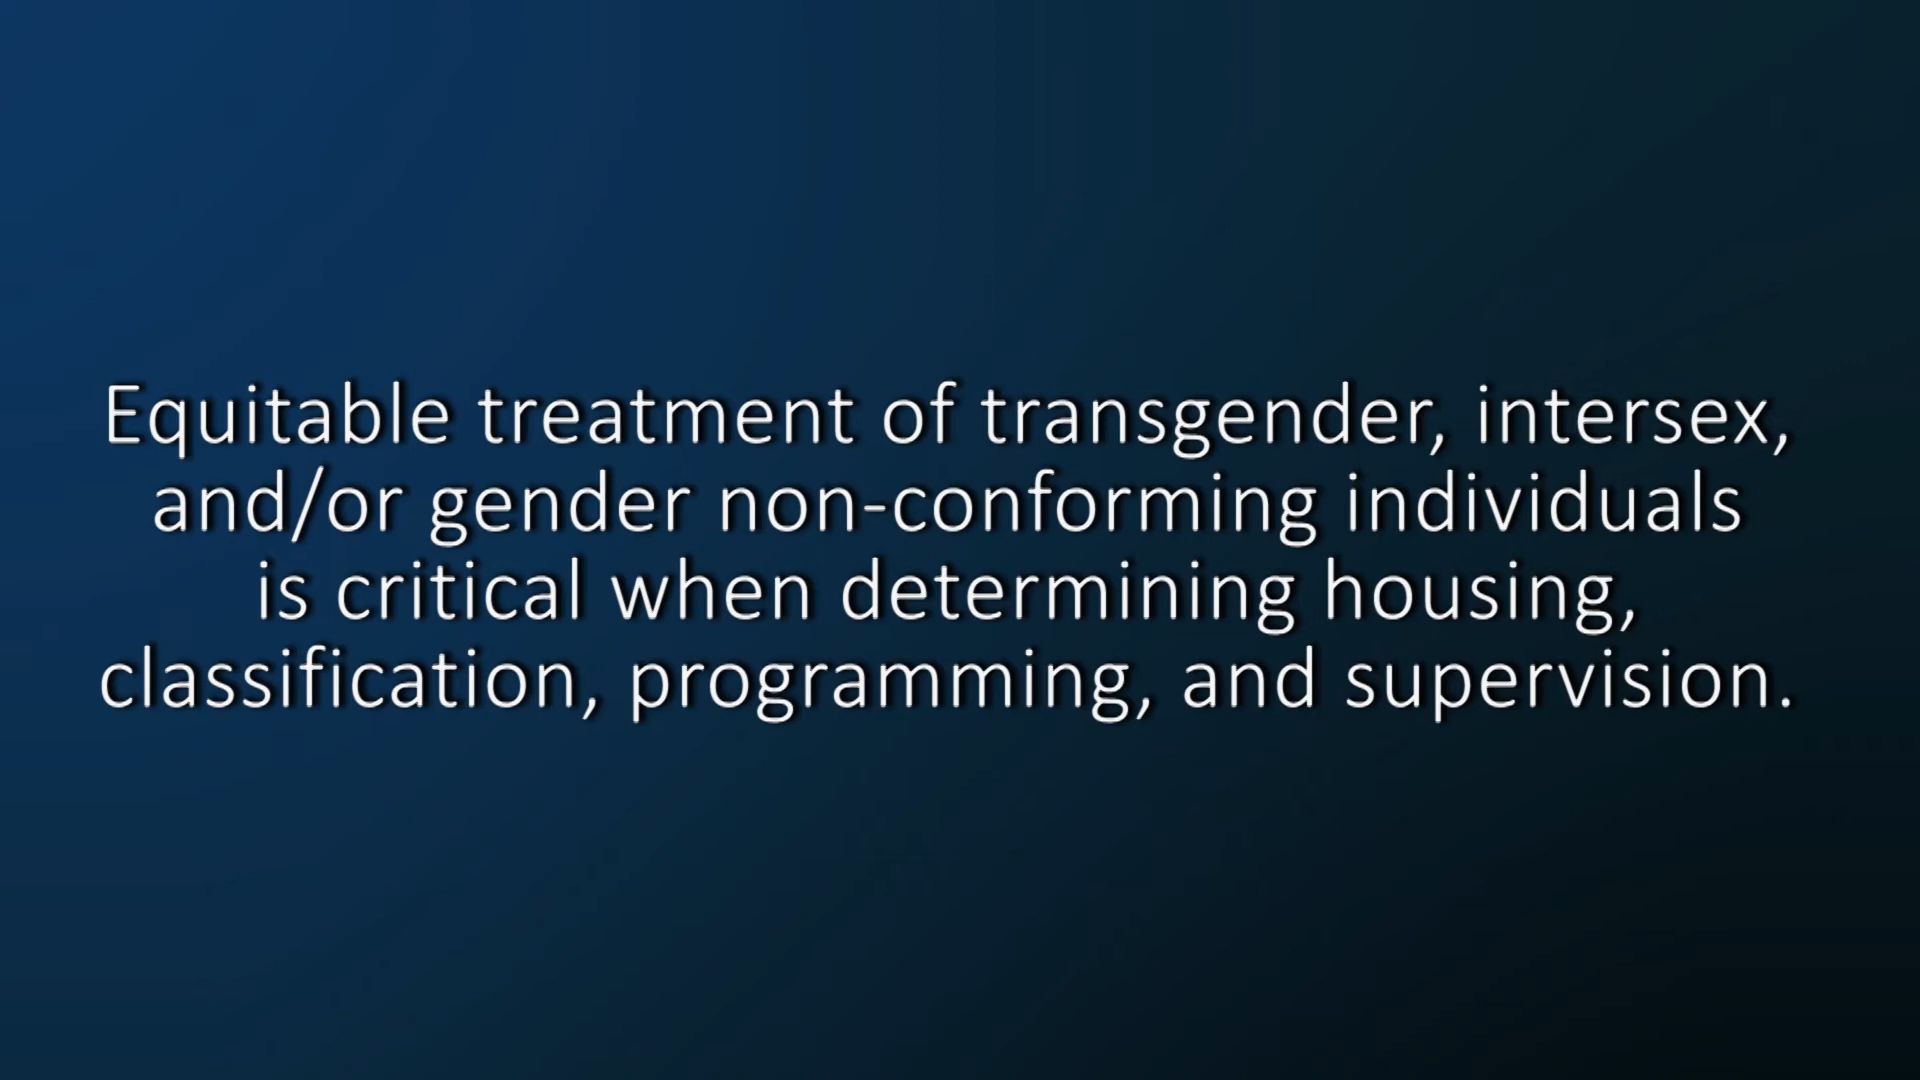 Equitable treatment of transgender, intersex,
and/or gender non-conforming individuals
is critical when determining housing,
classification, programming, and supervision.